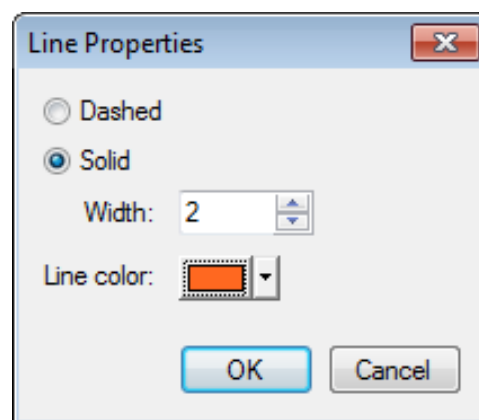 Line Properties
Dashed
Solid
Width: 2
Line color:
OK Cancel